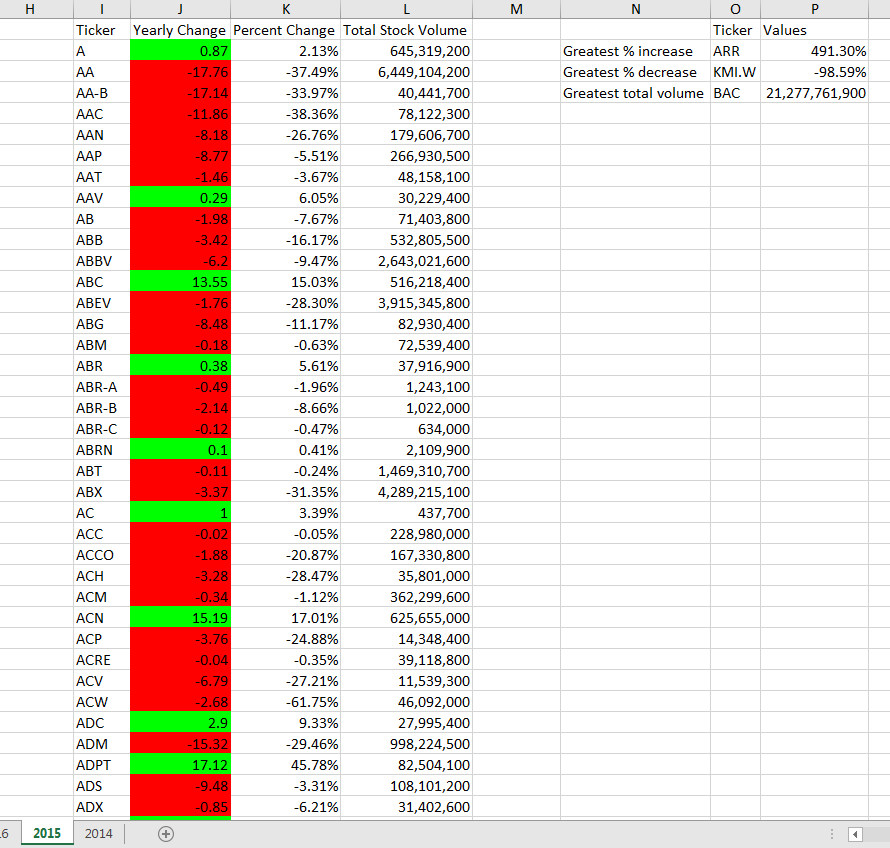 H I J K L M N O P
Ticker Yearly Change Percent Change Total Stock Volume Ticker Values
A 0.87 2.13% 645,319,200 Greatest % increase ARR 491.30%
AA -17.76 -37.49% 6,449,104,200 Greatest % decrease KMI.W -98.59%
AA-B -17.14 -33.97% 40,441,700 Greatest total volume BAC 21,277,761,900
AAC -11.86 -38.36% 78,122,300
AAN -8.18 -26.76% 179,606,700
AAP -8.77 -5.51% 266,930,500
AAT -1.46 -3.67% 48,158,100
AAV 0.29 6.05% 30,229,400
AB -1.98 -7.67% 71,403,800
ABB -3.42 -16.17% 532,805,500
ABBV -6.2 -9.47% 2,643,021,600
ABC 13.55 15.03% 516,218,400
ABEV -1.76 -28.30% 3,915,345,800
ABG -8.48 -11.17% 82,930,400
ABM -0.18 -0.63% 72,539,400
ABR 0.38 5.61% 37,916,900
ABR-A -0.49 -1.96% 1,243,100
ABR-B -2.14 -8.66% 1,022,000
ABR-C -0.12 -0.47% 634,000
ABRN 0.1 0.41% 2,109,900
ABT -0.11 -0.24% 1,469,310,700
ABX -3.37 -31.35% 4,289,215,100
AC 1 3.39% 437,700
ACC -0.02 -0.05% 228,980,000
ACCO -1.88 -20.87% 167,330,800
ACH -3.28 -28.47% 35,801,000
ACM -0.34 -1.12% 362,299,600
ACN 15.19 17.01% 625,655,000
ACP -3.76 -24.88% 14,348,400
ACRE -0.04 -0.35% 39,118,800
ACV -6.79 -27.21% 11,539,300
ACW -2.68 -61.75% 46,092,000
ADC 2.9 9.33% 27,995,400
ADM -15.32 -29.46% 998,224,500
ADPT 17.12 45.78% 82,504,100
ADS -9.48 -3.31% 108,101,200
ADX -0.85 -6.21% 31,402,600
6 2015 2014